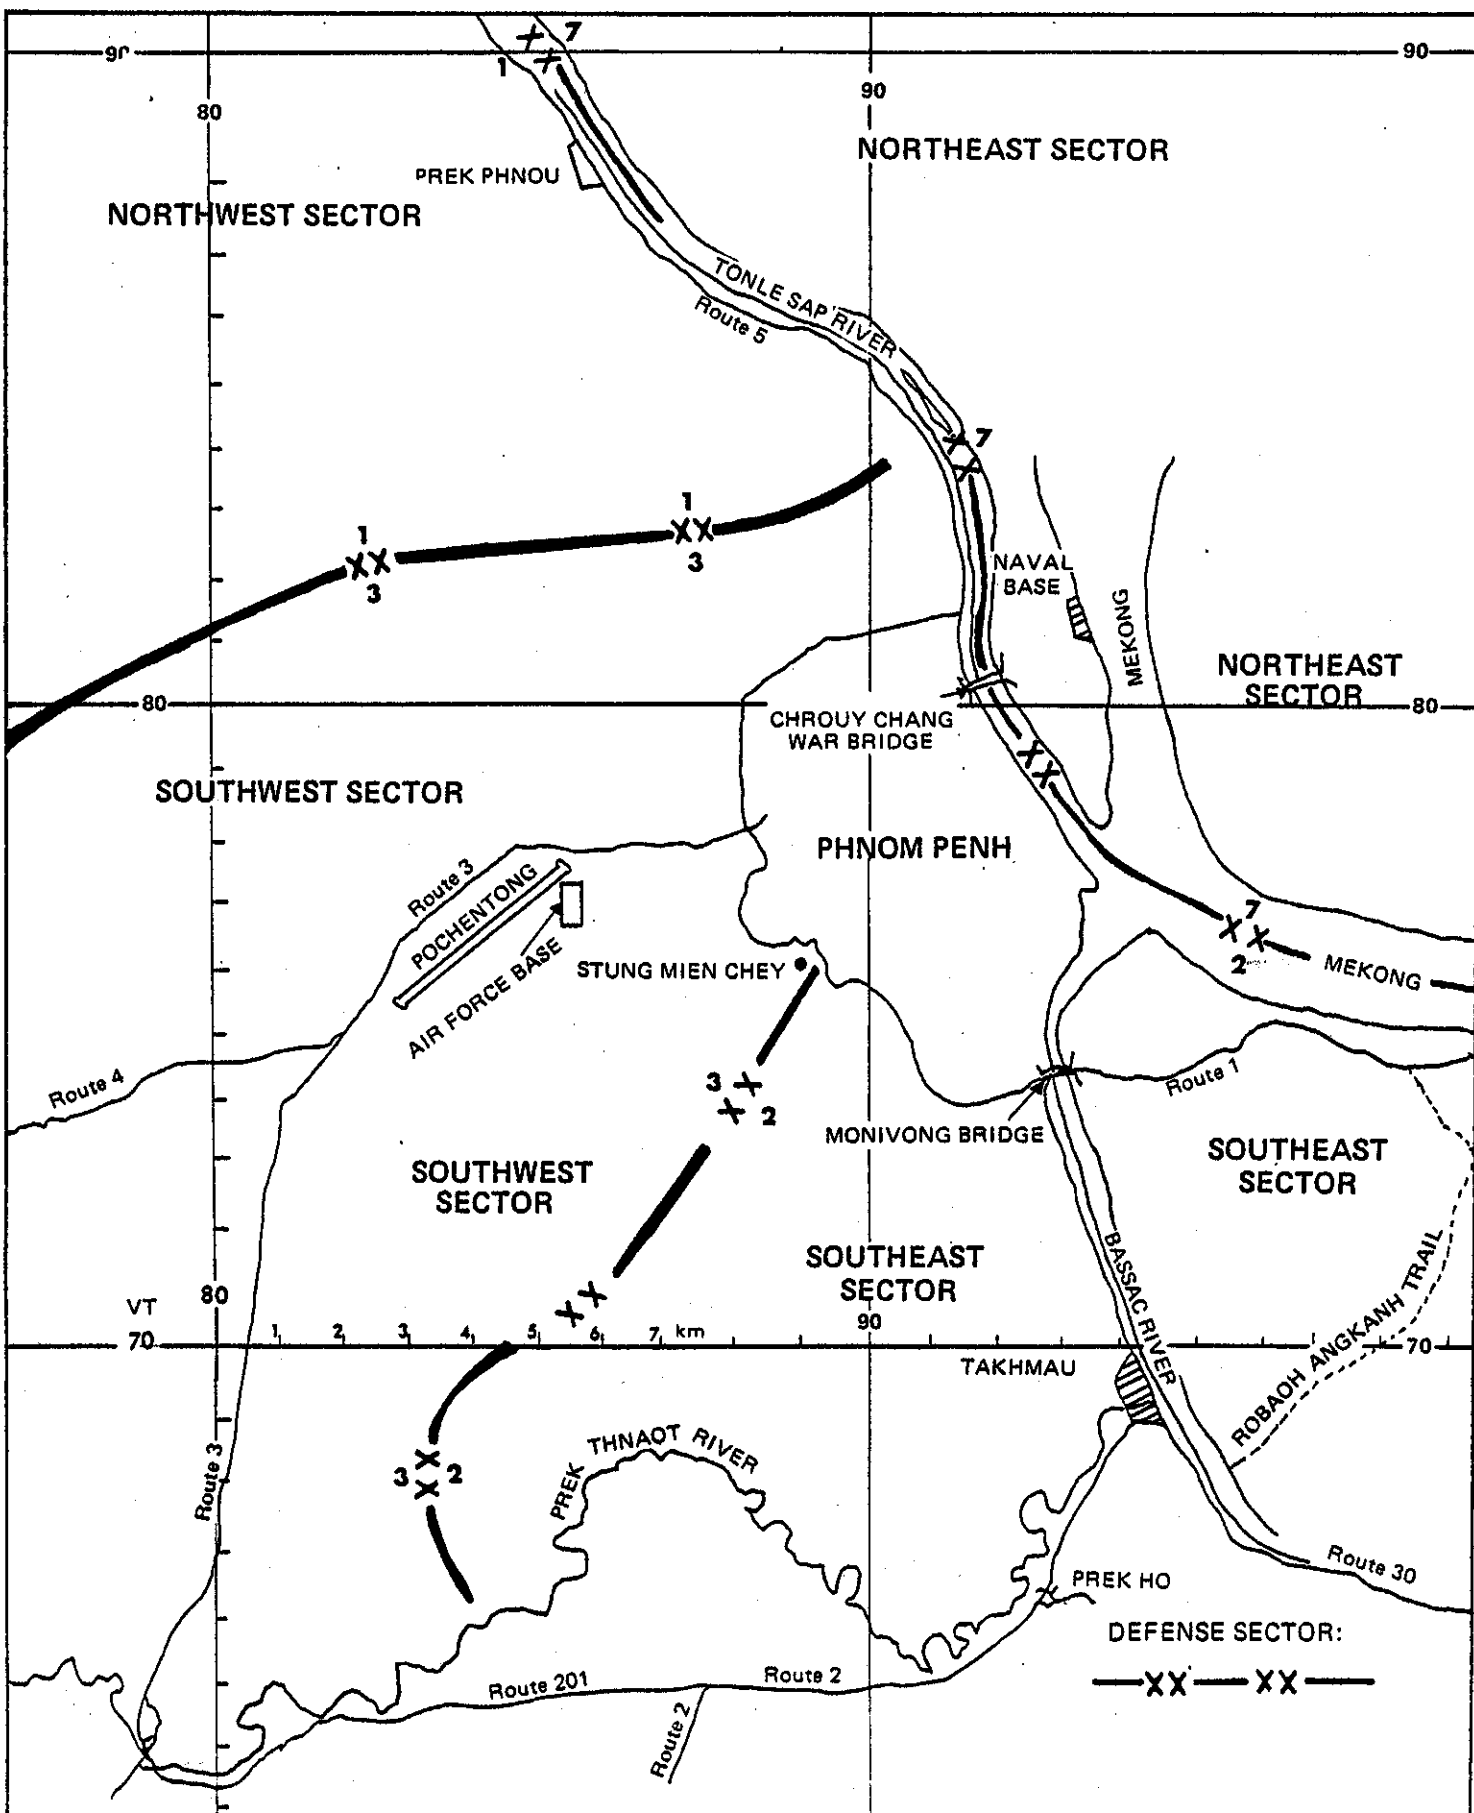 90
7
1
90
80
90
NORTHEAST SECTOR
PREK PHNOU
NORTHWEST SECTOR
TONLE SAP RIVER
Route 5
7
1
3
1
3
NAVAL
BASE
MEKONG
NORTHEAST
SECTOR
80
80
CHROUY CHANG
WAR BRIDGE
SOUTHWEST SECTOR
PHNOM PENH
Route 3
POCHENTONG
AIR FORCE BASE
STUNG MIEN CHEY
7
2
MEKONG
Route 4
3
2
Route 1
MONIVONG BRIDGE
SOUTHWEST
SECTOR
SOUTHEAST
SECTOR
SOUTHEAST
SECTOR
BASSAC RIVER
ROBAOH ANGKANH TRAIL
VT
80
70
1
2
3
4
5
6
7
km
90
70
TAKHMAU
PREK THNAOT RIVER
3
2
Route 3
Route 30
PREK HO
DEFENSE SECTOR:
XX XX
Route 201
Route 2
Route 2